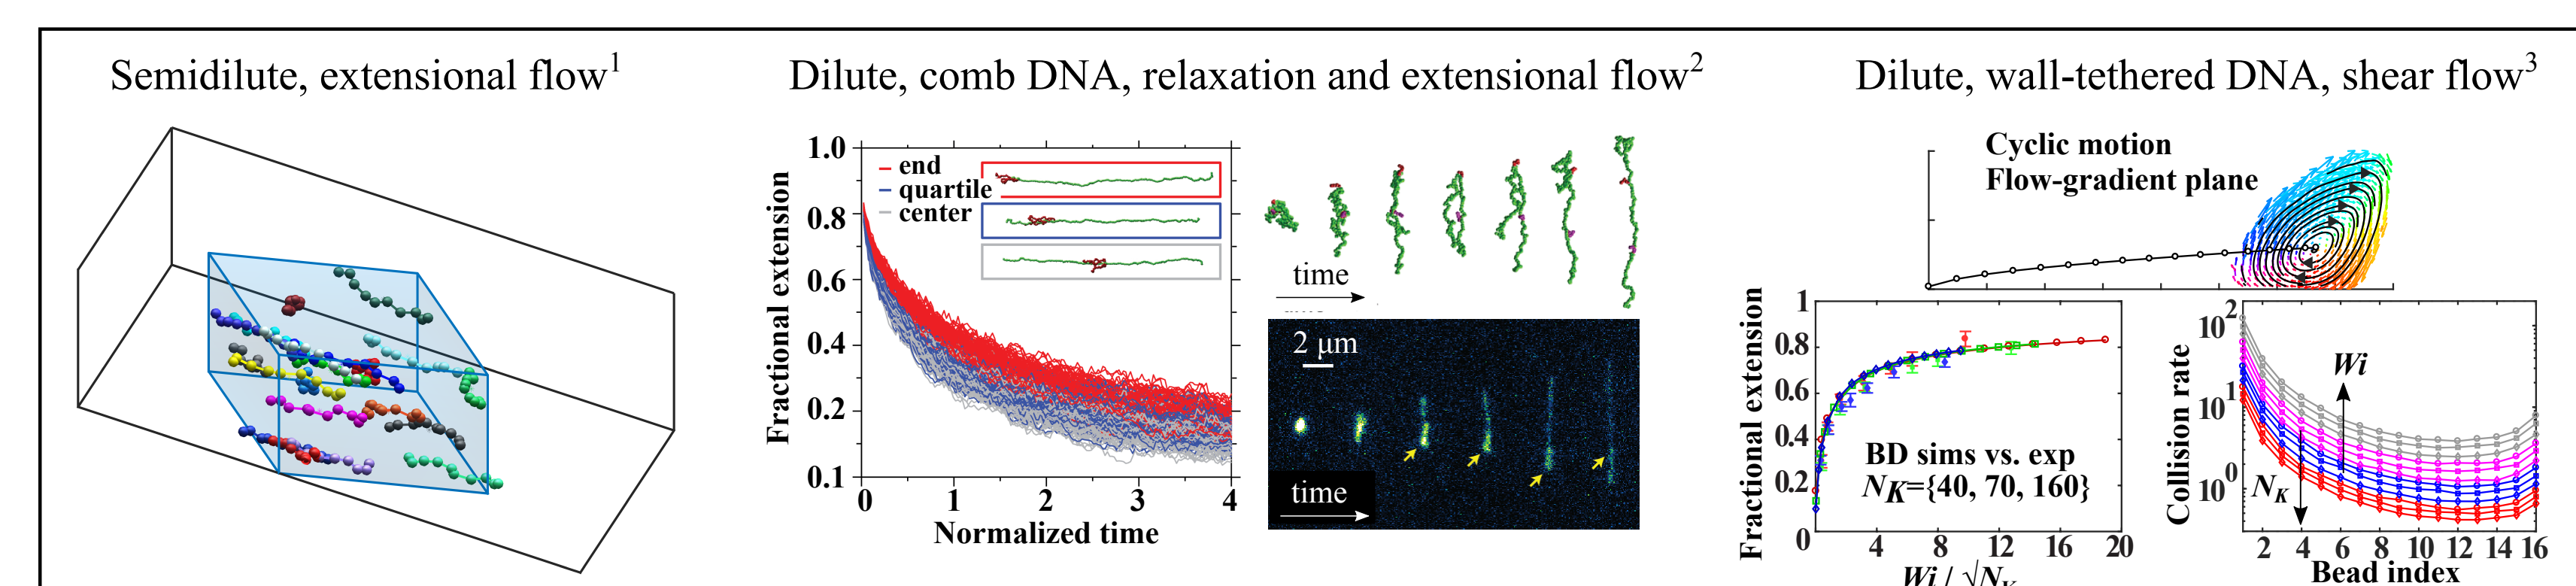 Semidilute, extensional flow1
Dilute, comb DNA, relaxation and extensional flow2
Dilute, wall-tethered DNA, shear flow3
1.0
0.8
0.6
0.4
0.2
0.1
Fractional extension
end
quartile
center
0 1 2 3 4
Normalized time
time
2 μm
time
Cyclic motion
Flow-gradient plane
1
0.8
0.6
0.4
0.2
0
Fractional extension
BD sims vs. exp
NK={40, 70, 160}
4 8 12 16 20
Wi / √NK
102
101
0
100
Collision rate
Wi
NK
2 4 6 8 10 12 14 16
Bead index